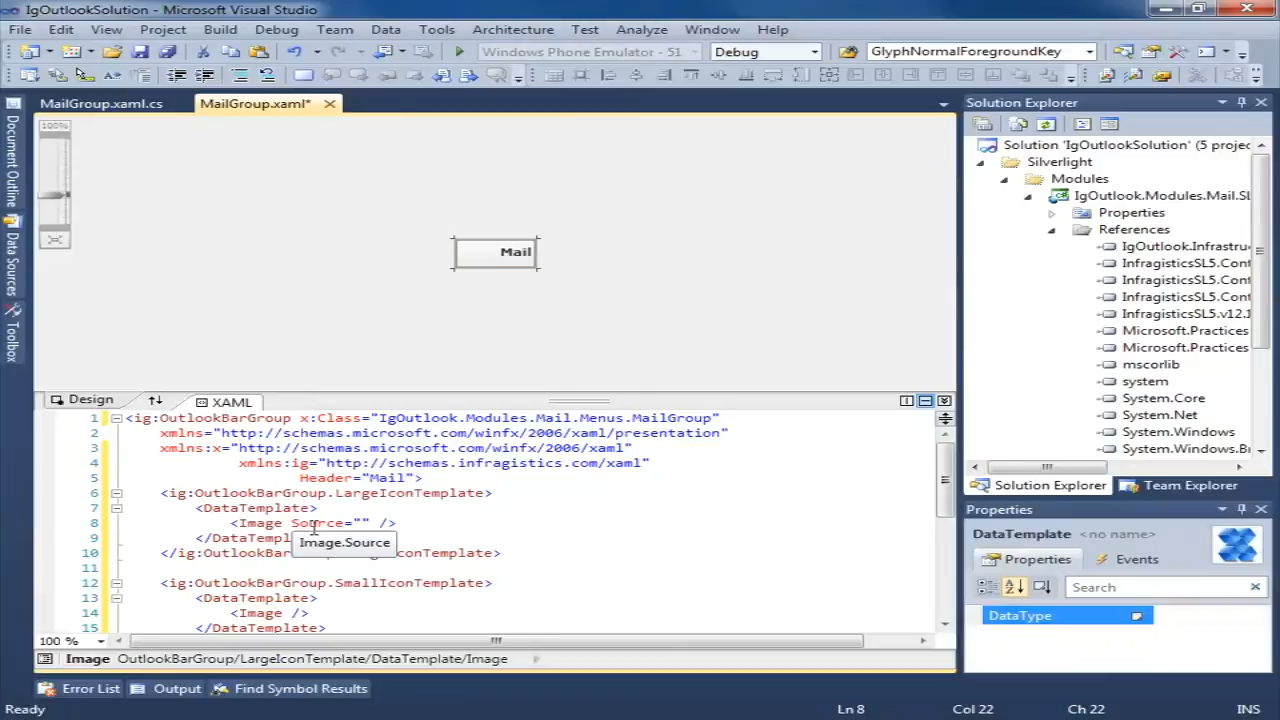 IgOutlookSolution - Microsoft Visual Studio
File Edit View Project Build Debug Team Data Tools Architecture Test Analyze Window Help
Windows Phone Emulator - 51 Debug GlyphNormalForegroundKey
MailGroup.xaml.cs MailGroup.xaml*
Document Outline
Data Sources
Toolbox
100%
Mail
Design XAML
1 <ig:OutlookBarGroup x:Class="IgOutlook.Modules.Mail.Menus.MailGroup"
2 xmlns="http://schemas.microsoft.com/winfx/2006/xaml/presentation"
3 xmlns:x="http://schemas.microsoft.com/winfx/2006/xaml"
4 xmlns:ig="http://schemas.infragistics.com/xaml"
5 Header="Mail">
6 <ig:OutlookBarGroup.LargeIconTemplate>
7 <DataTemplate>
8 <Image Source="" />
9 </DataTempl
Image.Source
10 </ig:OutlookBar conTemplate>
11
12 <ig:OutlookBarGroup.SmallIconTemplate>
13 <DataTemplate>
14 <Image />
15 </DataTemplate>
100 %
Image OutlookBarGroup/LargeIconTemplate/DataTemplate/Image
Error List Output Find Symbol Results
Ready Ln 8 Col 22 Ch 22 INS
Solution Explorer
Solution 'IgOutlookSolution' (5 projec
Silverlight
Modules
IgOutlook.Modules.Mail.SL
Properties
References
IgOutlook.Infrastru
InfragisticsSL5.Cont
InfragisticsSL5.Cont
InfragisticsSL5.Cont
InfragisticsSL5.v12.1
Microsoft.Practices
Microsoft.Practices
mscorlib
system
System.Core
System.Net
System.Windows
System.Windows.B
Solution Explorer Team Explorer
Properties
DataTemplate <no name>
Properties Events
Search
DataType